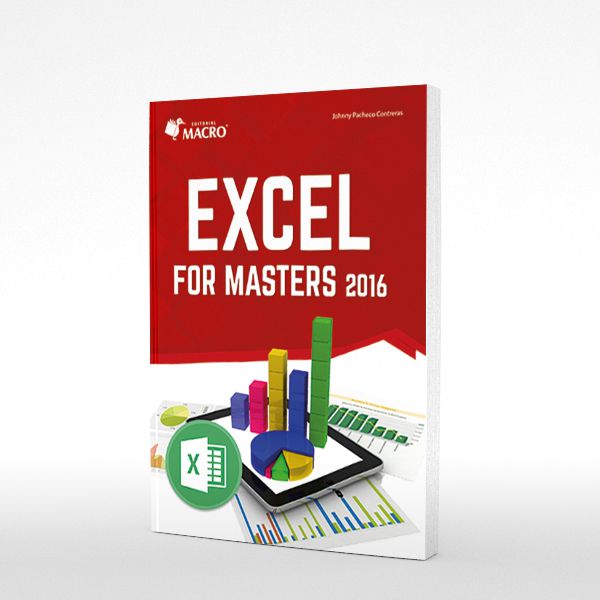 EDITORIAL
MACRO®
Johnny Pacheco Contreras
EXCEL
FOR MASTERS 2016
X